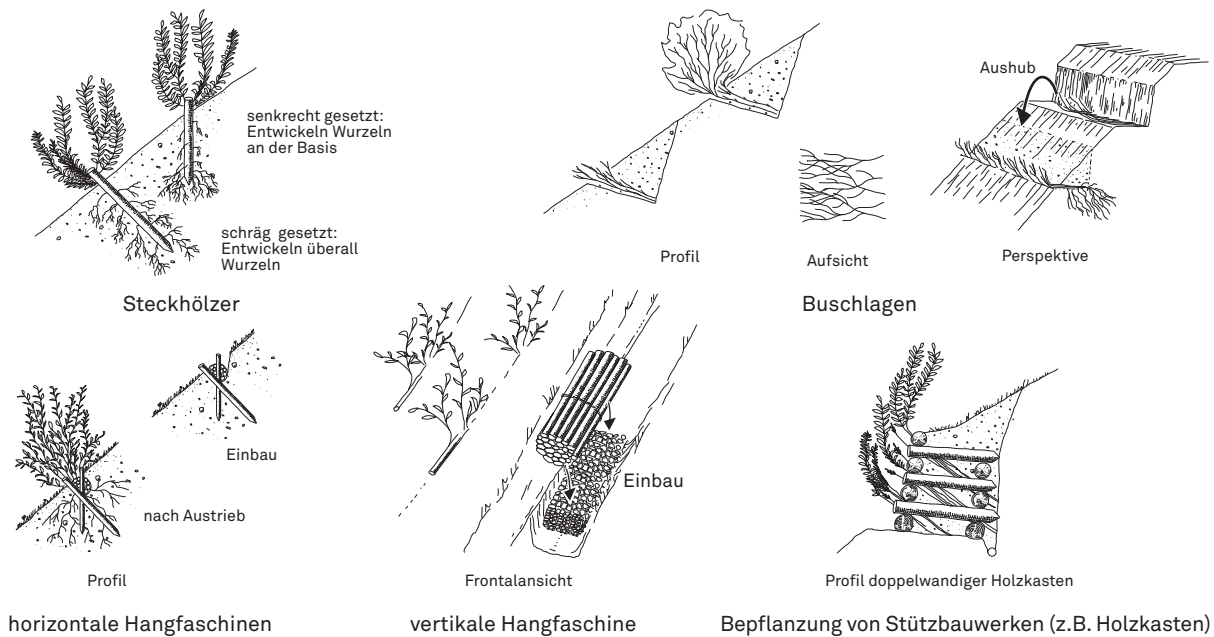 senkrecht gesetzt:
Entwickeln Wurzeln
an der Basis
schräg gesetzt:
Entwickeln überall
Wurzeln
Steckhölzer
Aushub
Profil
Aufsicht
Perspektive
Buschlagen
Einbau
nach Austrieb
Profil
horizontale Hangfaschinen
Einbau
Frontalansicht
vertikale Hangfaschine
Profil doppelwandiger Holzkasten
Bepflanzung von Stützbauwerken (z.B. Holzkasten)